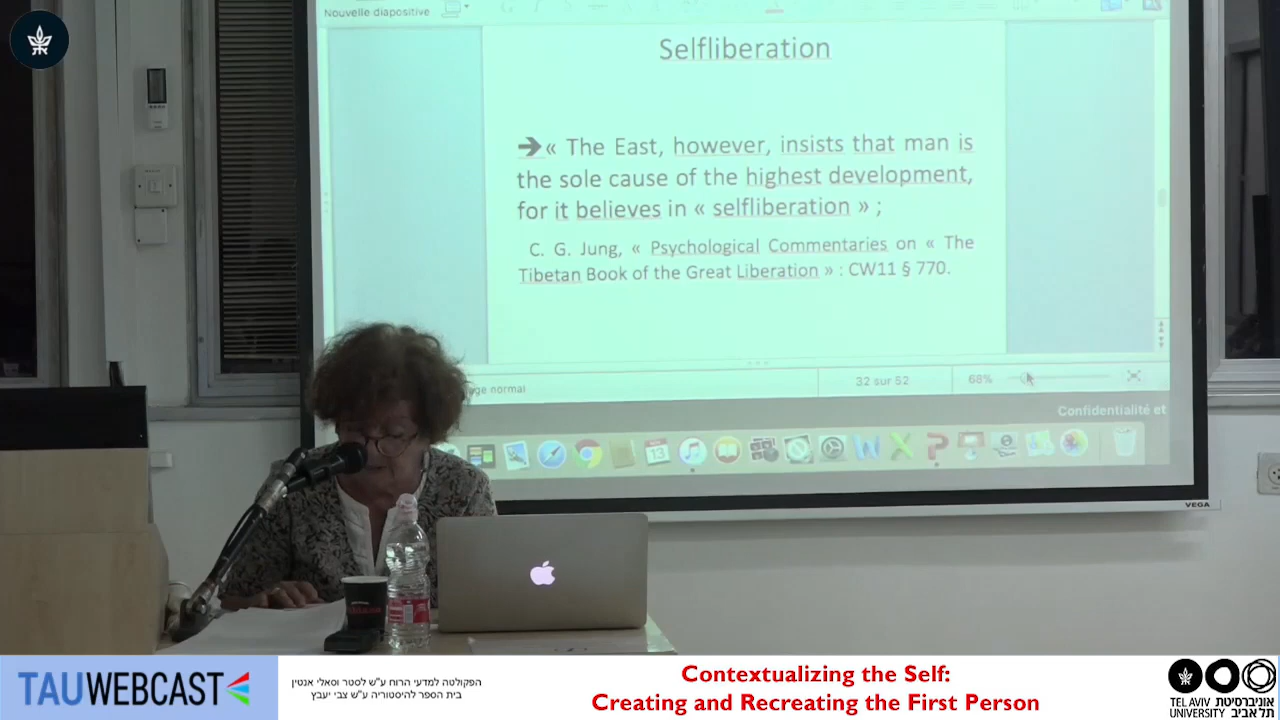 Nouvelle diapositive
Selfliberation
➔« The East, however, insists that man is
the sole cause of the highest development,
for it believes in « selfliberation » ;
C. G. Jung, « Psychological Commentaries on « The
Tibetan Book of the Great Liberation » : CW11 § 770.
normal
32 sur 52
68%
Confidentialité et
VEGA
TAUWEBCAST
הפקולטה למדעי הרוח ע"ש לסטר וסאלי אנטין
בית הספר להיסטוריה ע"ש צבי יעבץ
Contextualizing the Self:
Creating and Recreating the First Person
TEL AVIV אוניברסיטת
UNIVERSITY תל אביב